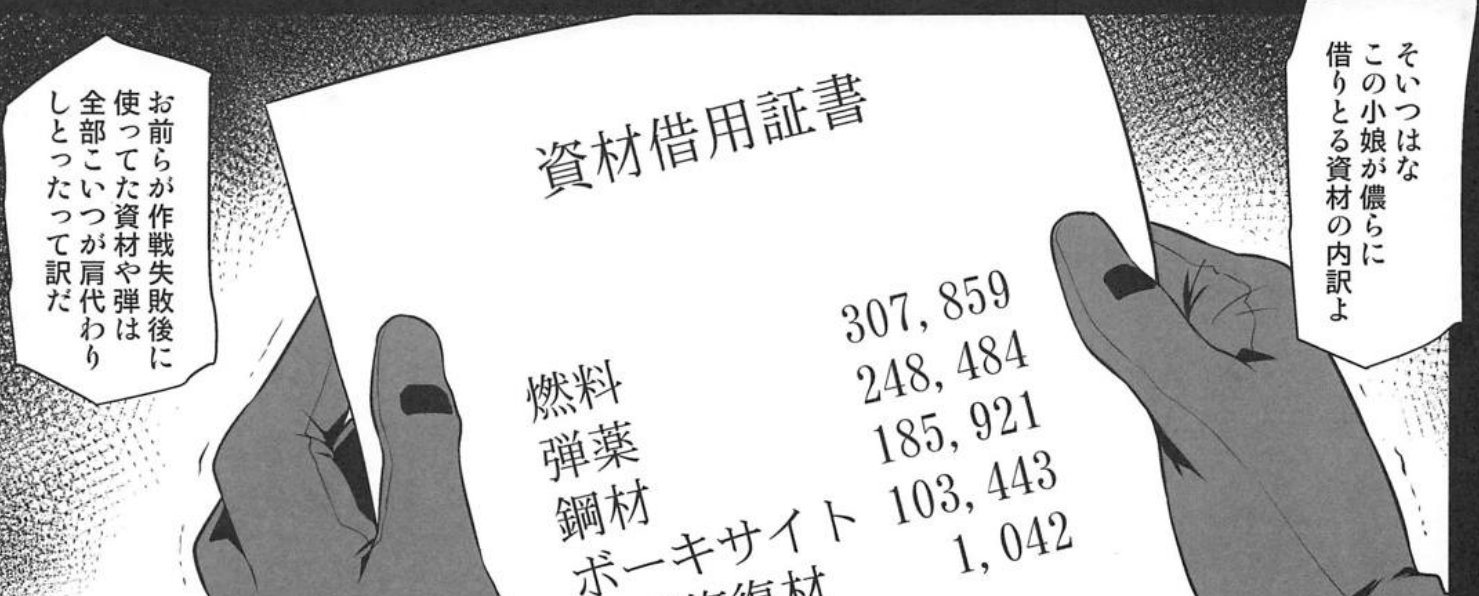 そいつはな
この小娘が儂らに
借りとる資材の内訳よ
資材借用証書
燃料 307,859
弾薬 248,484
鋼材 185,921
ボーキサイト 103,443
修復材 1,042
お前らが作戦失敗後に
使ってた資材や弾は
全部こいつが肩代わり
しとったって訳だ